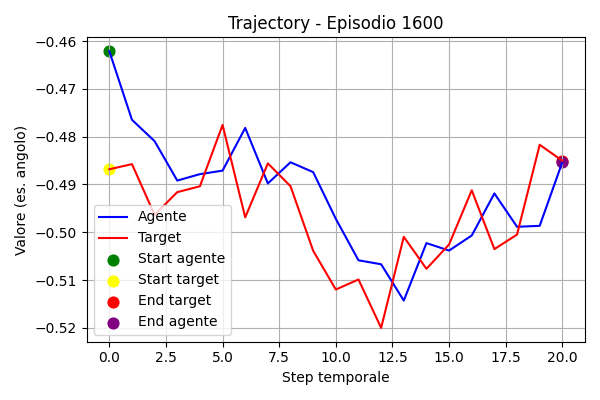 Trajectory - Episodio 1600
Valore (es. angolo)
−0.46
−0.47
−0.48
−0.49
−0.50
−0.51
−0.52
Agente
Target
Start agente
Start target
End target
End agente
0.0 2.5 5.0 7.5 10.0 12.5 15.0 17.5 20.0
Step temporale